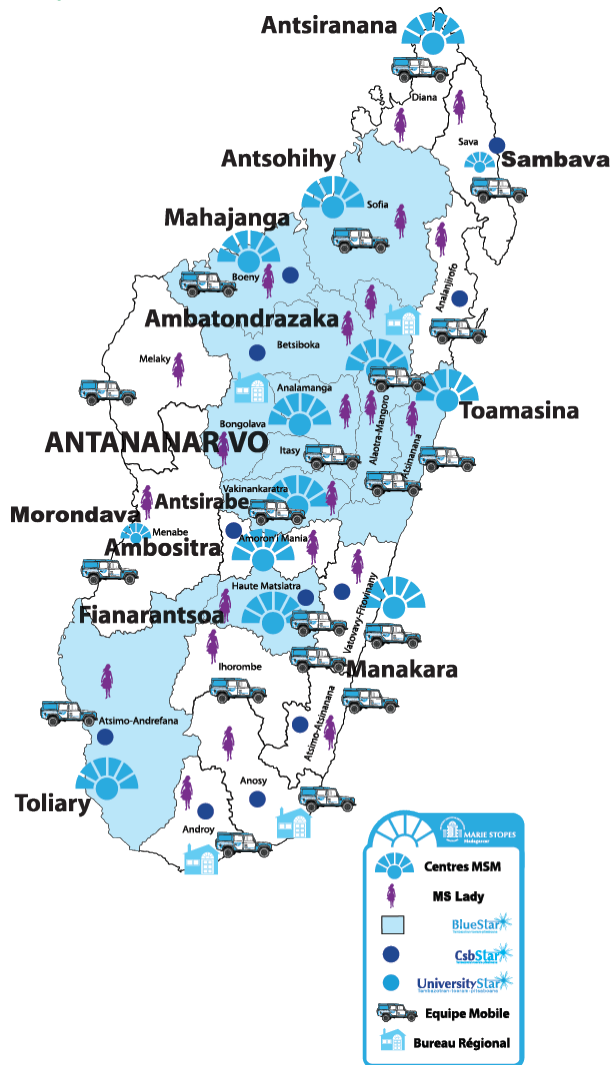 Antsiranana
Diana
Sava
Sambava
Antsohihy
Sofia
Mahajanga
Boeny
Analanjirofo
Ambatondrazaka
Betsiboka
Melaky
Analamanga
Toamasina
Bongolava
ANTANANARIVO
Itasy
Alaotra-Mangoro
Atsinanana
Vakinankaratra
Antsirabe
Morondava
Menabe
Amoron'i Mania
Ambositra
Haute Matsiatra
Fianarantsoa
Vatovavy-Fitovinany
Ihorombe
Manakara
Atsimo-Andrefana
Atsimo-Atsinanana
Anosy
Toliary
Androy
MARIE STOPES
Madagascar
Centres MSM
MS Lady
BlueStar
CsbStar
UniversityStar
Equipe Mobile
Bureau Régional